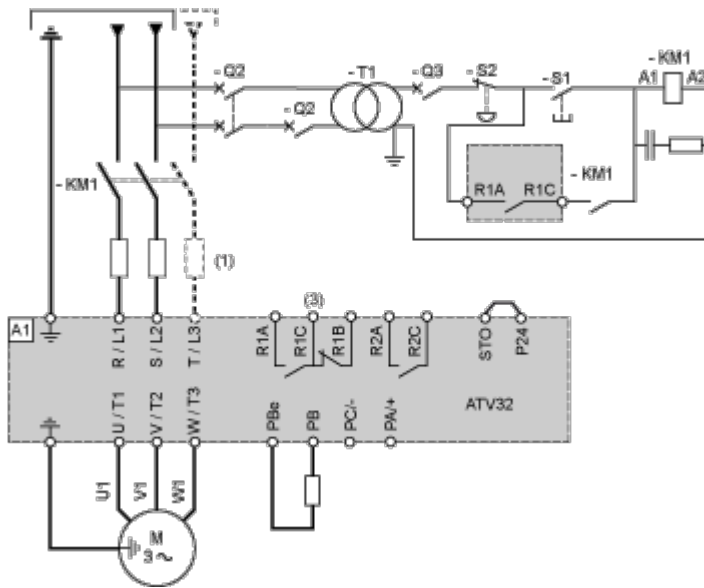 - Q2
- T1
- Q3
- S2
- S1
- KM1
A1
A2
- Q2
- KM1
R1A
R1C
- KM1
(1)
(3)
A1
R / L1
S / L2
T / L3
R1A
R1C
R1B
R2A
R2C
STO
P24
ATV32
U / T1
V / T2
W / T3
PBe
PB
PC/-
PA/+
U1
V1
W1
M
3 ~